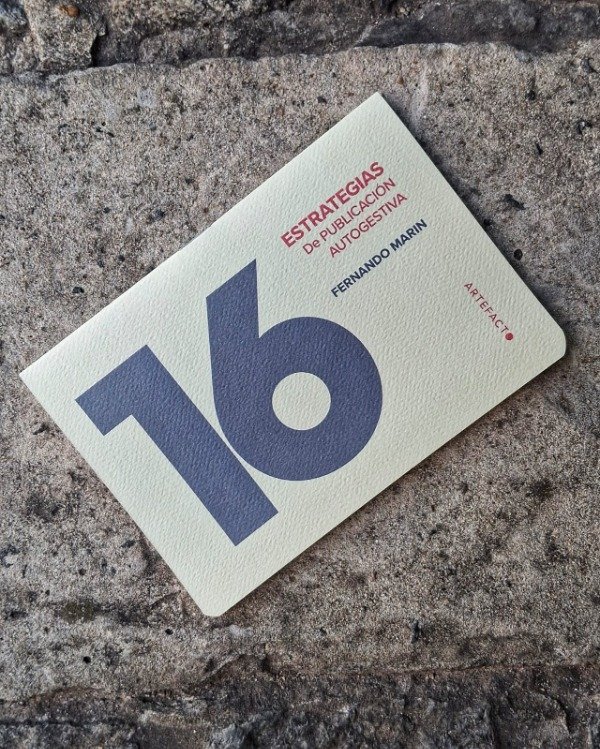 16
ESTRATEGIAS
De PUBLICACIÓN
AUTOGESTIVA
FERNANDO MARIN
ARTEFACTO